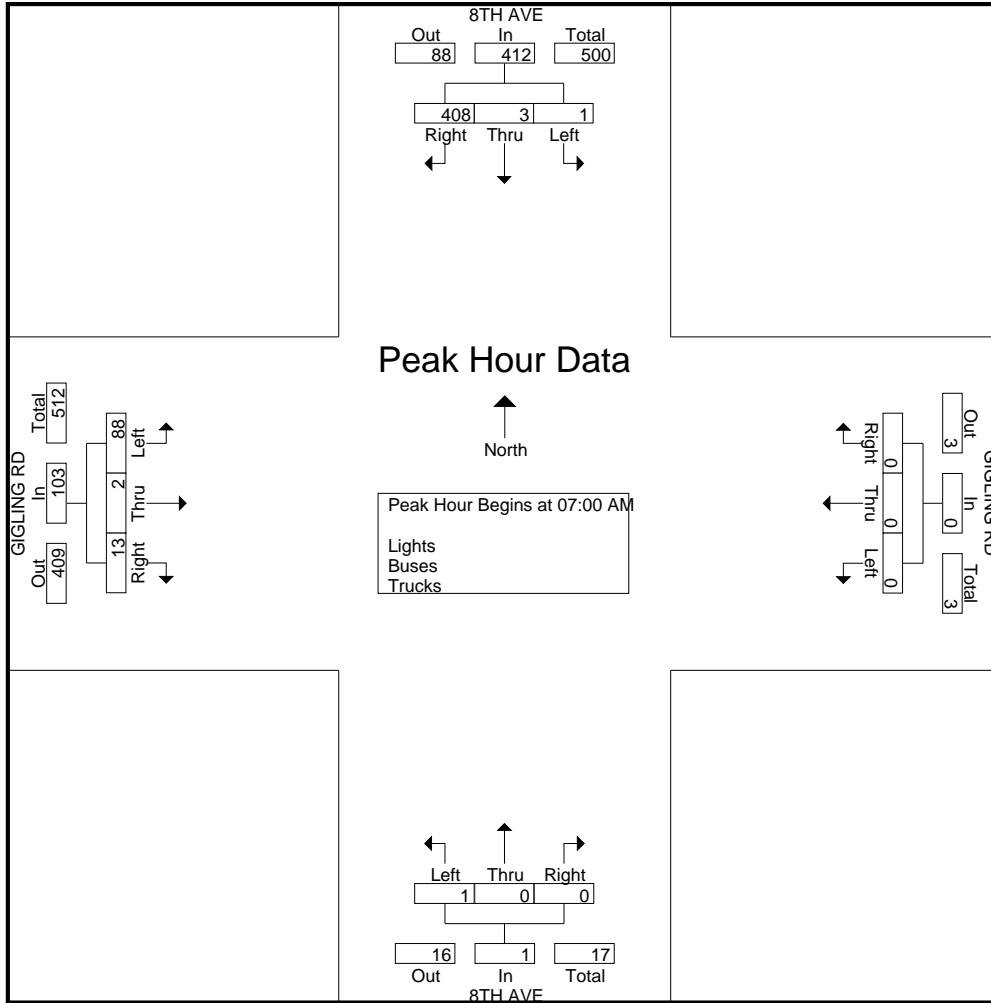 8TH AVE
Out In Total
88 412 500
408 3 1
Right Thru Left
Peak Hour Data
North
Peak Hour Begins at 07:00 AM
Lights
Buses
Trucks
GIGLING RD
Total In Out
512 103 409
88 2 13
Left Thru Right
Right Thru Left
0 0 0
Out In Total
3 0 3
GIGLING RD
Left Thru Right
1 0 0
16 1 17
Out In Total
8TH AVE